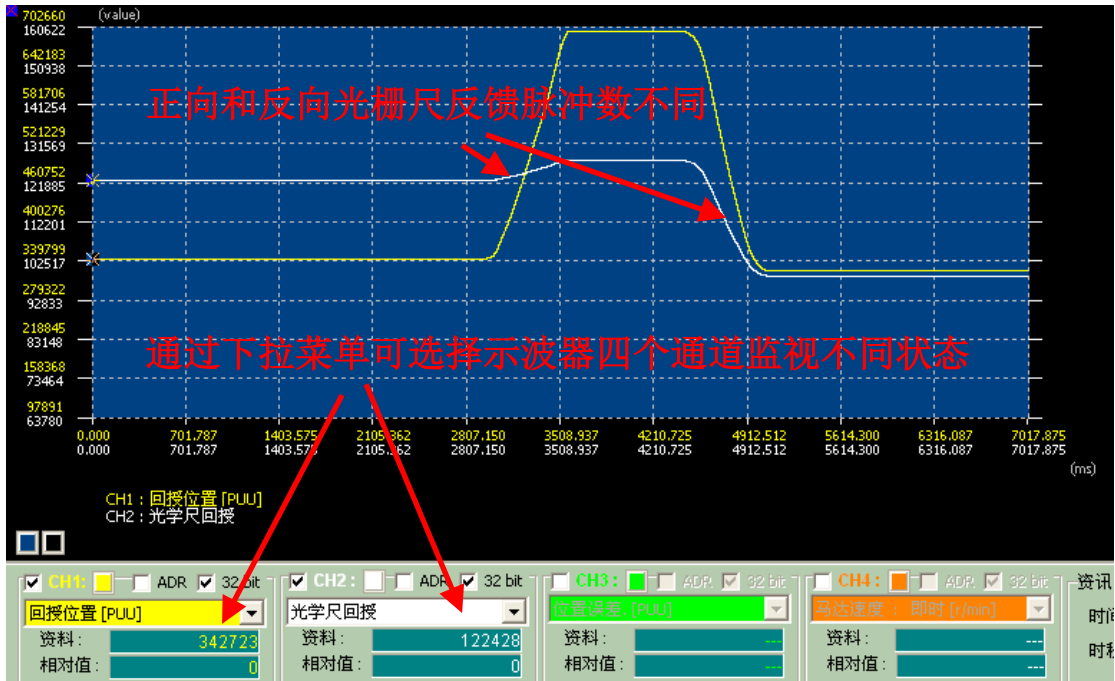 702660 (value)
160622
642183
150938
581706
141254
正向和反向光栅尺反馈脉冲数不同
521229
131569
460752
121885
400276
112201
339799
102517
279322
92833
218845
83148
通过下拉菜单可选择示波器四个通道监视不同状态
158368
73464
97891
63780
0.000 701.787 1403.575 2105.362 2807.150 3508.937 4210.725 4912.512 5614.300 6316.087 7017.875
0.000 701.787 1403.575 2105.362 2807.150 3508.937 4210.725 4912.512 5614.300 6316.087 7017.875
(ms)
CH1 : 回授位置 [PUU]
CH2 : 光学尺回授
CH1: ADR 32 bit CH2 : ADR 32 bit CH3 : ADR 32 bit CH4 : ADR 32 bit 资讯
回授位置 [PUU] 光学尺回授 位置误差, [PUU] 马达速度 : 即时 [r/min]
资料: 342723 资料: 122428 资料: --- 资料: ---
相对值: 0 相对值: 0 相对值: --- 相对值: ---